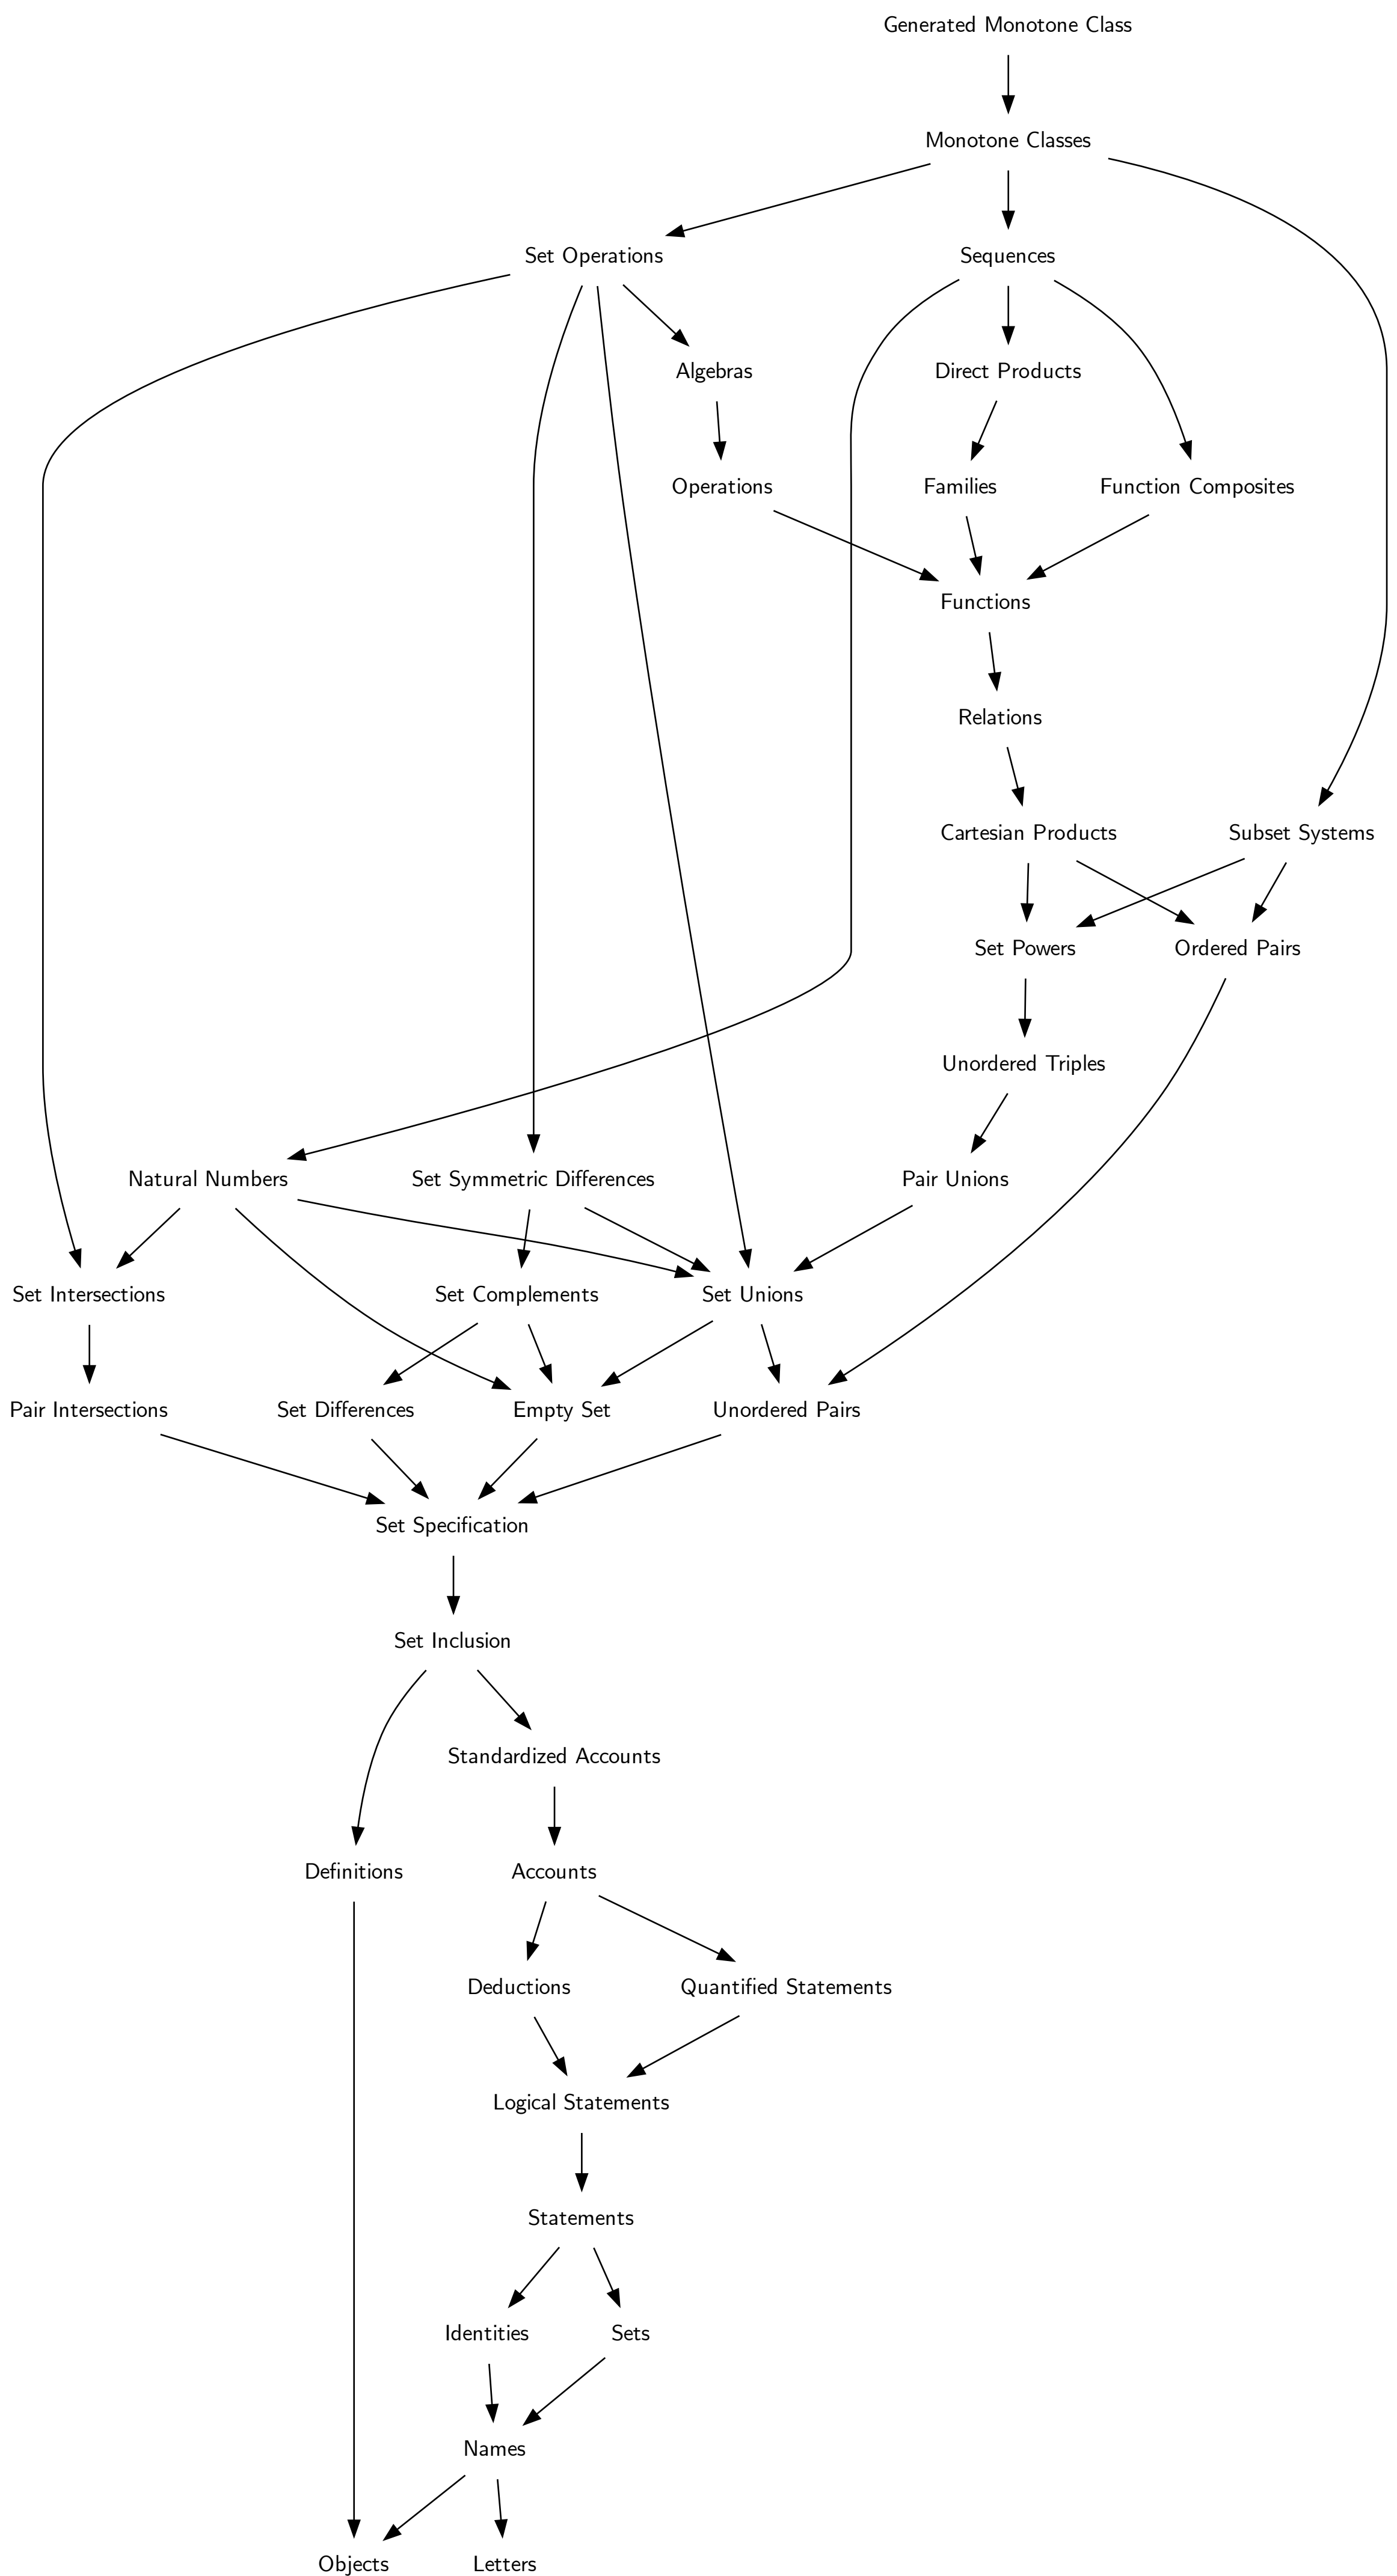 Generated Monotone Class
Monotone Classes
Set Operations
Sequences
Algebras
Direct Products
Operations
Families
Function Composites
Functions
Relations
Cartesian Products
Subset Systems
Set Powers
Ordered Pairs
Unordered Triples
Natural Numbers
Set Symmetric Differences
Pair Unions
Set Intersections
Set Complements
Set Unions
Pair Intersections
Set Differences
Empty Set
Unordered Pairs
Set Specification
Set Inclusion
Standardized Accounts
Definitions
Accounts
Deductions
Quantified Statements
Logical Statements
Statements
Identities
Sets
Names
Objects
Letters